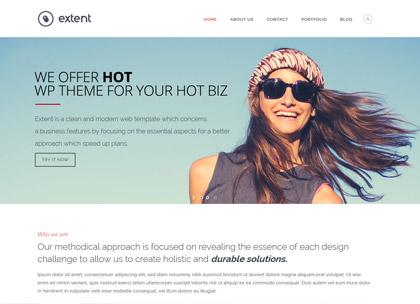 extent
HOME ABOUT US CONTACT PORTFOLIO BLOG
WE OFFER HOT
WP THEME FOR YOUR HOT BIZ
Extent is a clean and modern web template which concerns
a business features by focusing on the essential aspects for a better
approach which speed up plans.
TRY IT NOW
Who we are
Our methodical approach is focused on revealing the essence of each design
challenge to allow us to create holistic and durable solutions.
Ipsum dolor sit amet, consectetuer adipiscing elit, sed diam nonummy nibh euismod tincidunt ut laoreet dolore magna aliquam erat volutpat. Ut wisi
enim ad minim veniam, quis nostrud exerci tation ullamcorper suscipit lobortis nisl ut aliquip ex ea commodo consequat. Duis autem vel eum iriure dolor
in hendrerit in vulputate velit esse molestie consequat, vel illum dolore eu feugiat